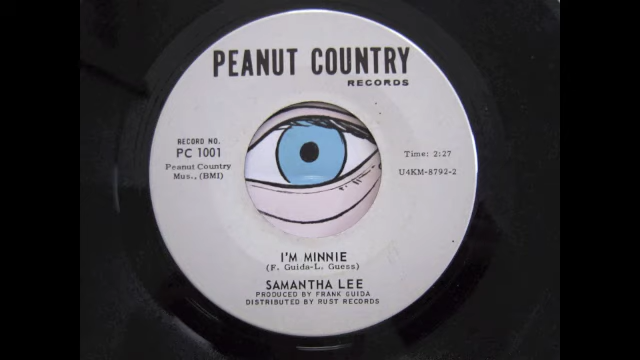 PEANUT COUNTRY
RECORDS
RECORD NO.
PC 1001
Peanut Country
Mus., (BMI)
Time: 2:27
U4KM-8792-2
I'M MINNIE
(F. Guida-L. Guess)
SAMANTHA LEE
PRODUCED BY FRANK GUIDA
DISTRIBUTED BY RUST RECORDS